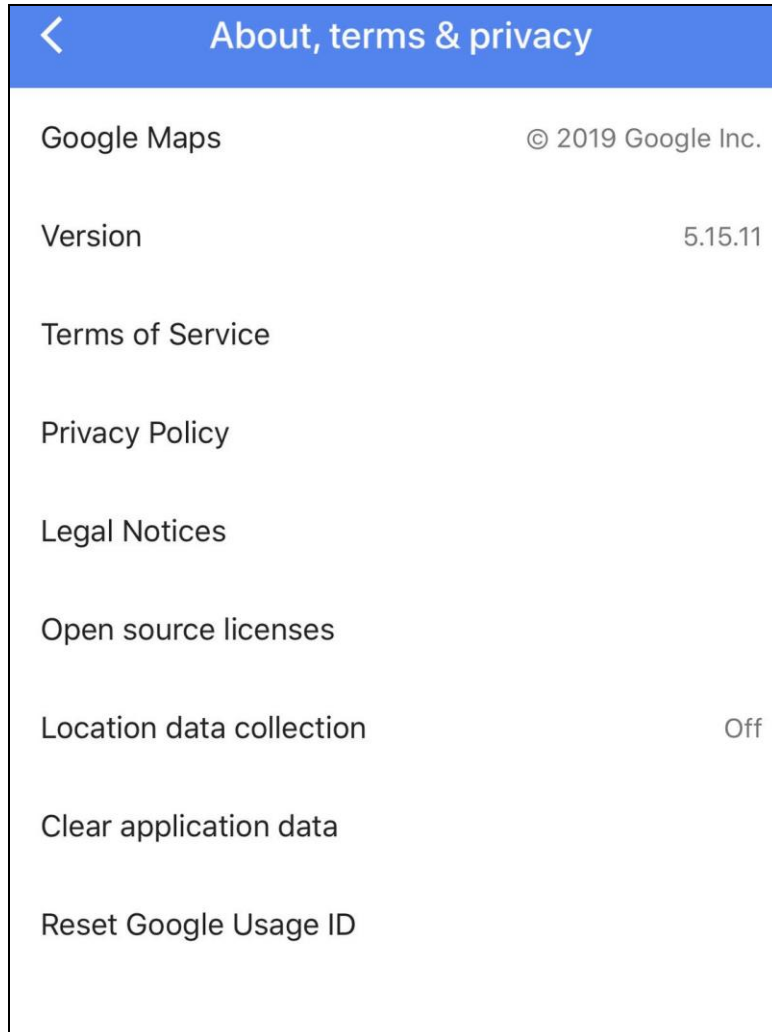 About, terms & privacy
Google Maps © 2019 Google Inc.
Version 5.15.11
Terms of Service
Privacy Policy
Legal Notices
Open source licenses
Location data collection Off
Clear application data
Reset Google Usage ID